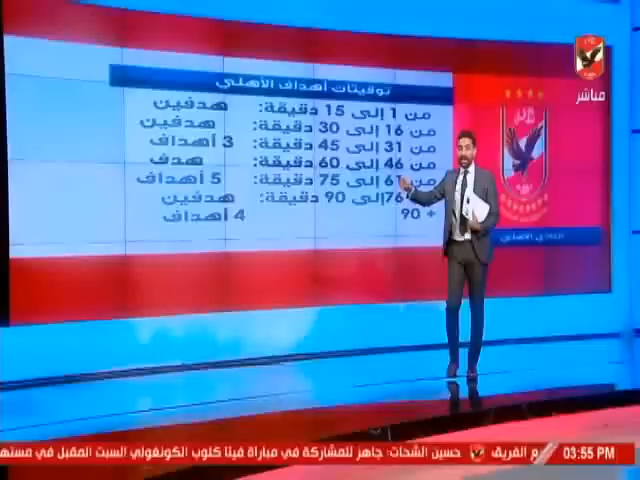 مباشر
توقيتات أهداف الأهلي
من 1 إلى 15 دقيقة: هدفين
من 16 إلى 30 دقيقة: هدفين
من 31 إلى 45 دقيقة: 3 أهداف
من 46 إلى 60 دقيقة: هدف
من 61 إلى 75 دقيقة: 5 أهداف
76 إلى 90 دقيقة: هدفين
+ 90 4 أهداف
النادي الأهلي
03:55 PM
ع الفريق
حسين الشحات: جاهز للمشاركة في مباراة فيتا كلوب الكونغولي السبت المقبل في مسته